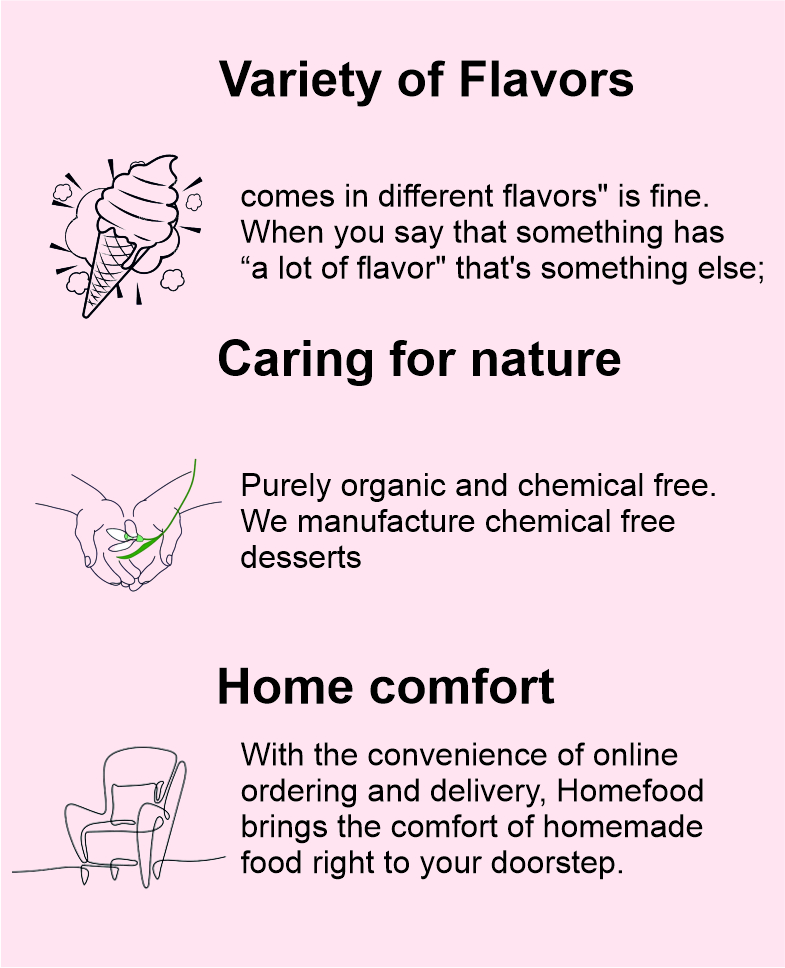 Variety of Flavors
comes in different flavors" is fine.
When you say that something has
“a lot of flavor" that's something else;
Caring for nature
Purely organic and chemical free.
We manufacture chemical free
desserts
Home comfort
With the convenience of online
ordering and delivery, Homefood
brings the comfort of homemade
food right to your doorstep.